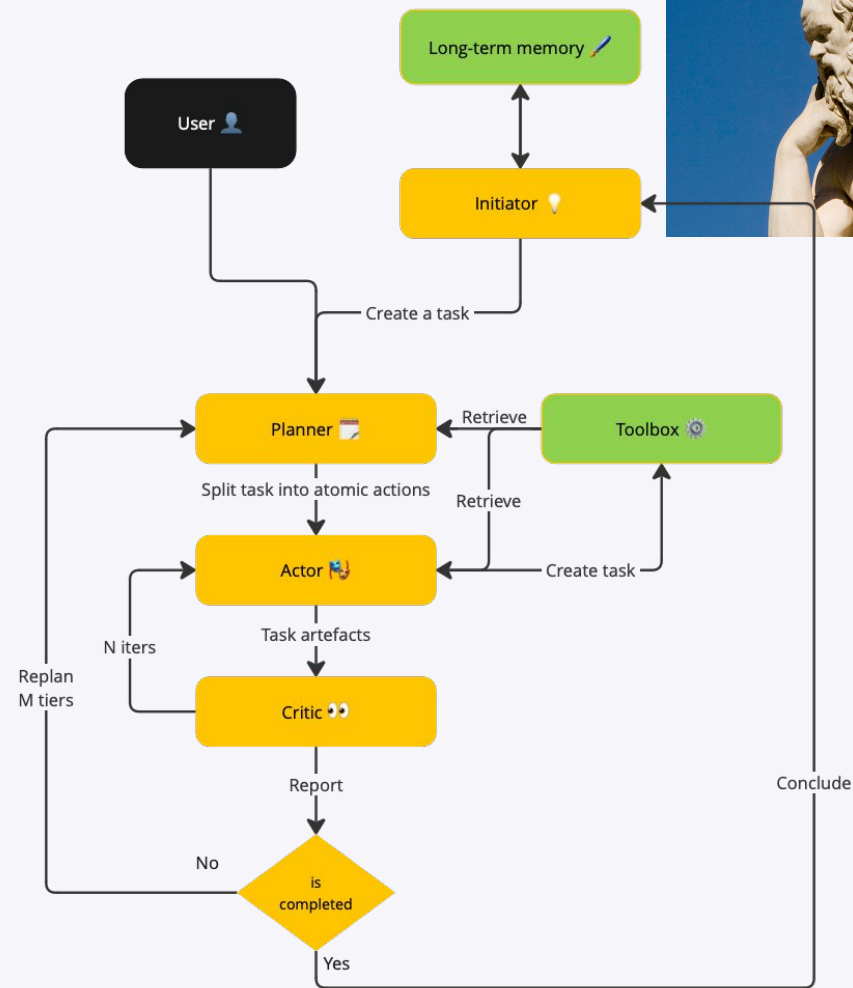 Long-term memory
User
Initiator
Create a task
Planner
Retrieve
Toolbox
Split task into atomic actions
Retrieve
Actor
Create task
Task artefacts
N iters
Replan
M tiers
Critic
Report
Conclude
No
is
completed
Yes